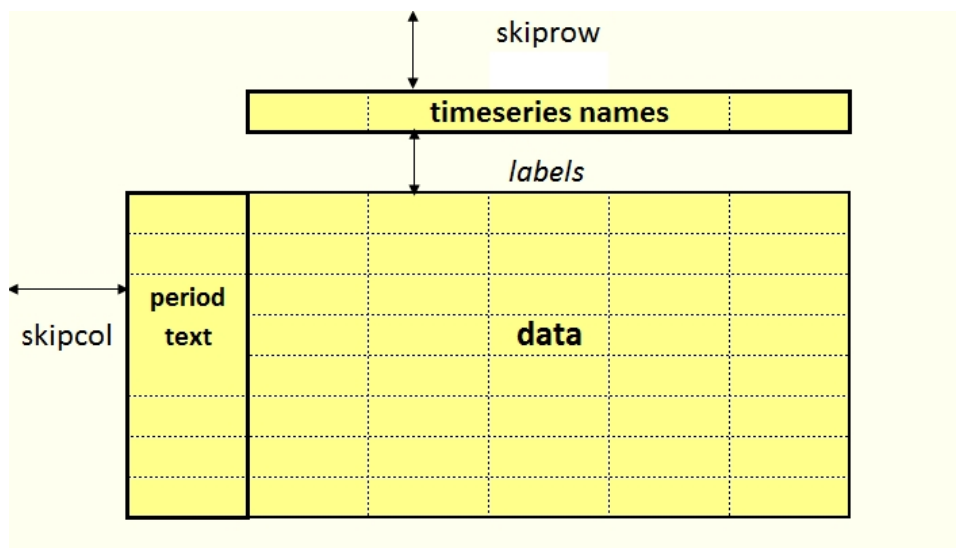 skiprow
timeseries names
labels
period
text
skipcol
data